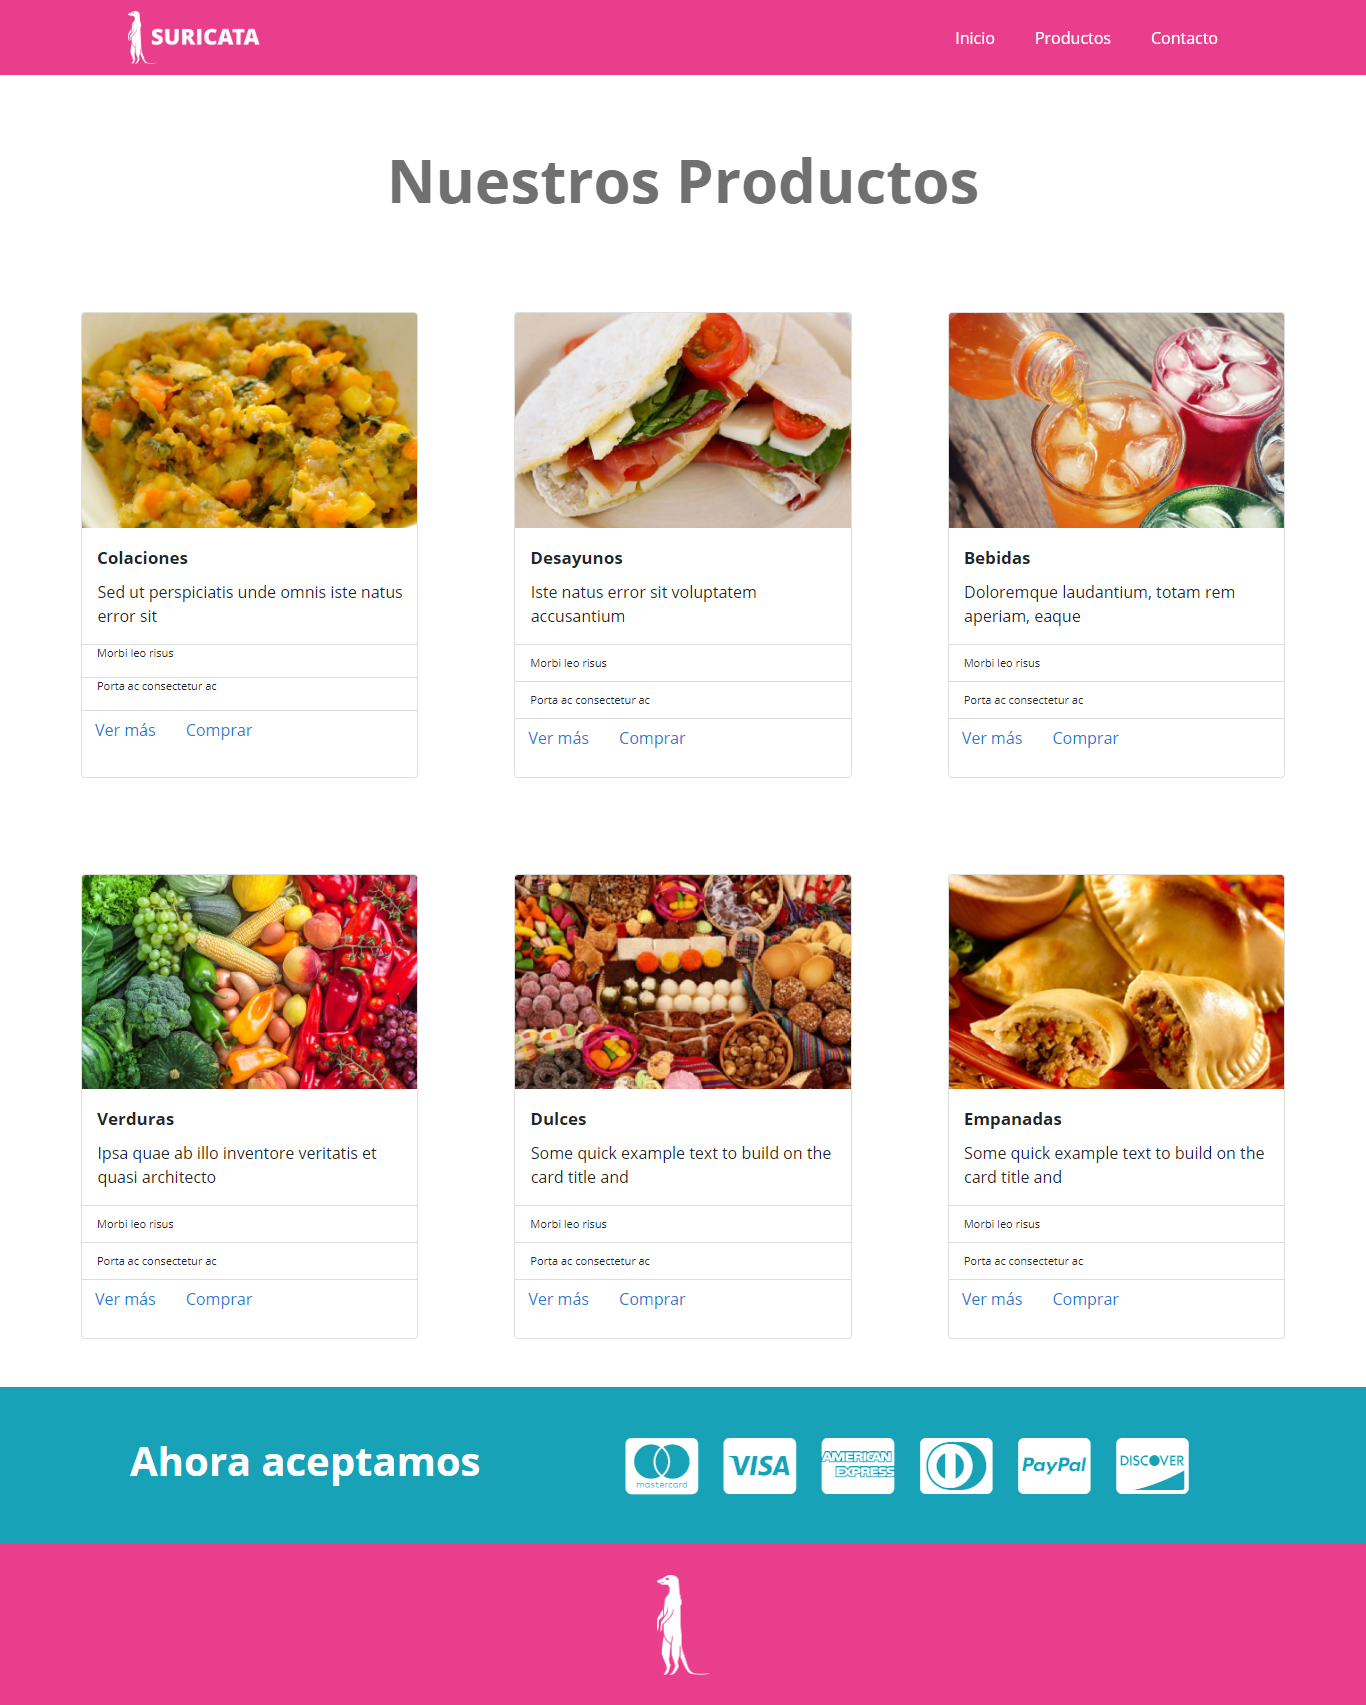 SURICATA
Inicio Productos Contacto
Nuestros Productos
Colaciones
Sed ut perspiciatis unde omnis iste natus
error sit
Morbi leo risus
Porta ac consectetur ac
Ver más Comprar
Desayunos
Iste natus error sit voluptatem
accusantium
Morbi leo risus
Porta ac consectetur ac
Ver más Comprar
Bebidas
Doloremque laudantium, totam rem
aperiam, eaque
Morbi leo risus
Porta ac consectetur ac
Ver más Comprar
Verduras
Ipsa quae ab illo inventore veritatis et
quasi architecto
Morbi leo risus
Porta ac consectetur ac
Ver más Comprar
Dulces
Some quick example text to build on the
card title and
Morbi leo risus
Porta ac consectetur ac
Ver más Comprar
Empanadas
Some quick example text to build on the
card title and
Morbi leo risus
Porta ac consectetur ac
Ver más Comprar
Ahora aceptamos
mastercard
VISA
AMERICAN
EXPRESS
PayPal
DISCOVER